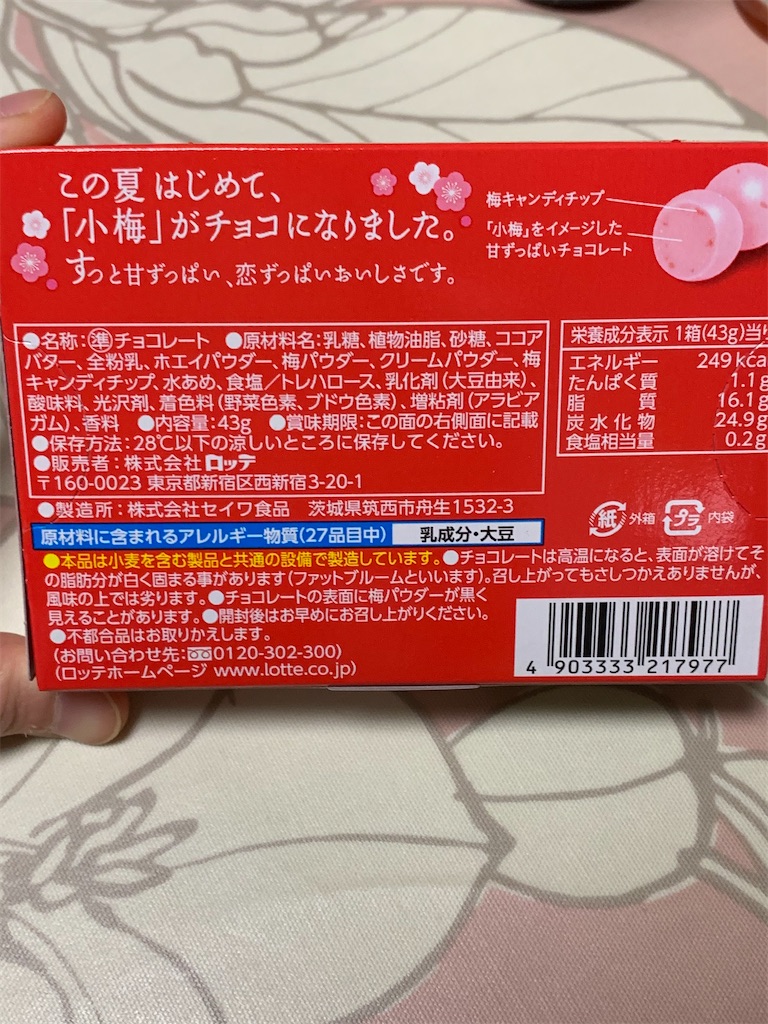 この夏はじめて、
「小梅」がチョコになりました。
すっと甘ずっぱい、恋ずっぱいおいしさです。
梅キャンディチップ
「小梅」をイメージした
甘ずっぱいチョコレート
●名称:準チョコレート ●原材料名:乳糖、植物油脂、砂糖、ココア
バター、全粉乳、ホエイパウダー、梅パウダー、クリームパウダー、梅
キャンディチップ、水あめ、食塩／トレハロース、乳化剤(大豆由来)、
酸味料、光沢剤、着色料(野菜色素、ブドウ色素)、増粘剤(アラビア
ガム)、香料 ●内容量:43g ●賞味期限:この面の右側面に記載
●保存方法:28℃以下の涼しいところに保存してください。
●販売者:株式会社ロッテ
〒160-0023 東京都新宿区西新宿3-20-1
●製造所:株式会社セイワ食品 茨城県筑西市舟生1532-3
栄養成分表示 1箱(43g)当り
エネルギー 249kcal
たんぱく質 1.1g
脂質 16.1g
炭水化物 24.9g
食塩相当量 0.2g
紙 外箱 プラ 内袋
原材料に含まれるアレルギー物質(27品目中) 乳成分・大豆
●本品は小麦を含む製品と共通の設備で製造しています。●チョコレートは高温になると、表面が溶けてそ
の脂肪分が白く固まる事があります(ファットブルームといいます)。召し上がってもさしつかえありませんが、
風味の上では劣ります。●チョコレートの表面に梅パウダーが黒く
見えることがあります。●開封後はお早めにお召し上がりください。
●不都合品はお取りかえします。
(お問い合わせ先:0120-302-300)
(ロッテホームページ www.lotte.co.jp)
4 903333 217977